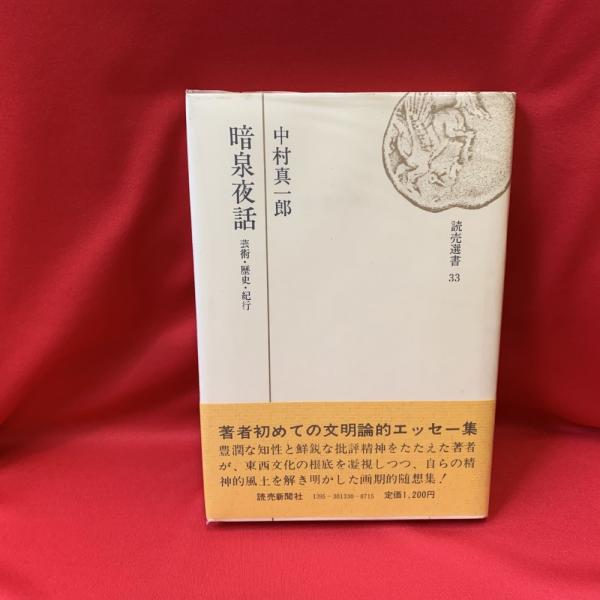 暗泉夜話
芸術・歴史・紀行
中村真一郎
読売選書 33
著者初めての文明論的エッセー集
豊潤な知性と鮮鋭な批評精神をたたえた著者
が、東西文化の根底を凝視しつつ、自らの精
神的風土を解き明かした画期的随想集!
読売新聞社 1395-301330-8715 定価1,200円